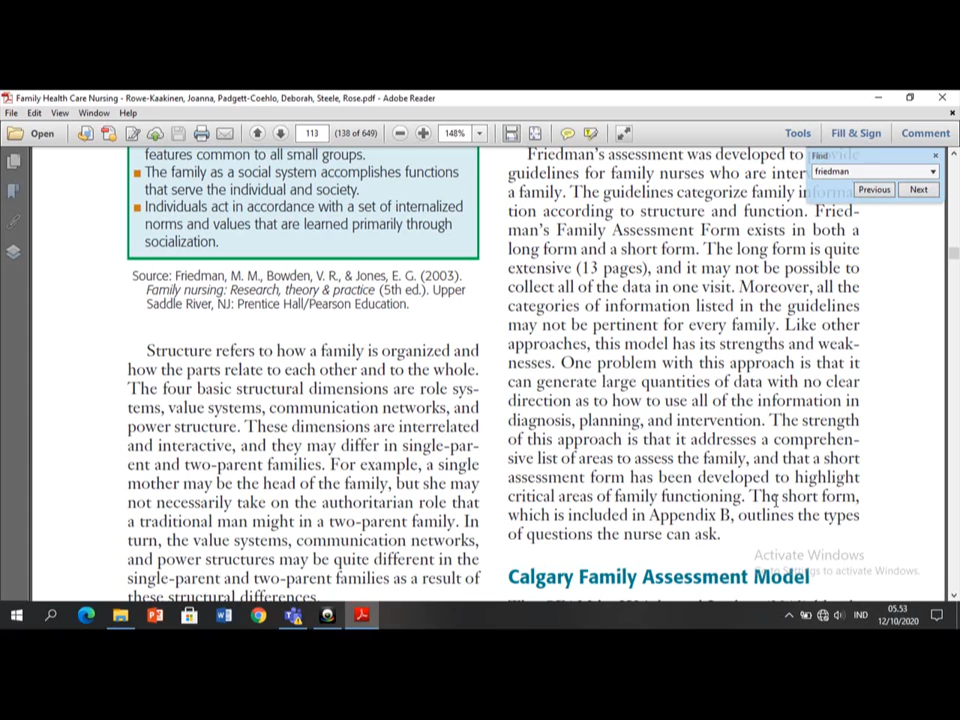 Family Health Care Nursing - Rowe-Kaakinen, Joanna, Padgett-Coehlo, Deborah, Steele, Rose.pdf - Adobe Reader
File Edit View Window Help
Open 113 (138 of 649) 148% Tools Fill & Sign Comment
Find
friedman
Previous Next
features common to all small groups.
The family as a social system accomplishes functions
that serve the individual and society.
Individuals act in accordance with a set of internalized
norms and values that are learned primarily through
socialization.
Source: Friedman, M. M., Bowden, V. R., & Jones, E. G. (2003).
Family nursing: Research, theory & practice (5th ed.). Upper
Saddle River, NJ: Prentice Hall/Pearson Education.
Structure refers to how a family is organized and
how the parts relate to each other and to the whole.
The four basic structural dimensions are role sys-
tems, value systems, communication networks, and
power structure. These dimensions are interrelated
and interactive, and they may differ in single-par-
ent and two-parent families. For example, a single
mother may be the head of the family, but she may
not necessarily take on the authoritarian role that
a traditional man might in a two-parent family. In
turn, the value systems, communication networks,
and power structures may be quite different in the
single-parent and two-parent families as a result of
these structural differences.
Friedman's assessment was developed to provide
guidelines for family nurses who are
a family. The guidelines categorize family informa-
tion according to structure and function. Fried-
man's Family Assessment Form exists in both a
long form and a short form. The long form is quite
extensive (13 pages), and it may not be possible to
collect all of the data in one visit. Moreover, all the
categories of information listed in the guidelines
may not be pertinent for every family. Like other
approaches, this model has its strengths and weak-
nesses. One problem with this approach is that it
can generate large quantities of data with no clear
direction as to how to use all of the information in
diagnosis, planning, and intervention. The strength
of this approach is that it addresses a comprehen-
sive list of areas to assess the family, and that a short
assessment form has been developed to highlight
critical areas of family functioning. The short form,
which is included in Appendix B, outlines the types
of questions the nurse can ask.
Activate Windows
Go to Settings to activate Windows.
Calgary Family Assessment Model
IND
05.53
12/10/2020